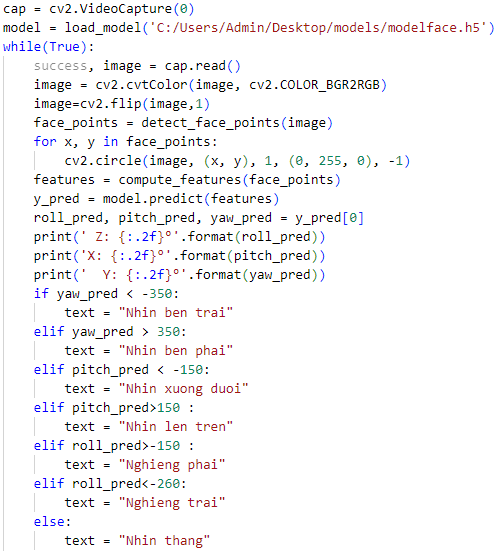 cap = cv2.VideoCapture(0)
model = load_model('C:/Users/Admin/Desktop/models/modelface.h5')
while(True):
    success, image = cap.read()
    image = cv2.cvtColor(image, cv2.COLOR_BGR2RGB)
    image=cv2.flip(image,1)
    face_points = detect_face_points(image)
    for x, y in face_points:
        cv2.circle(image, (x, y), 1, (0, 255, 0), -1)
    features = compute_features(face_points)
    y_pred = model.predict(features)
    roll_pred, pitch_pred, yaw_pred = y_pred[0]
    print(' Z: {:.2f}°'.format(roll_pred))
    print('X: {:.2f}°'.format(pitch_pred))
    print('  Y: {:.2f}°'.format(yaw_pred))
    if yaw_pred < -350:
        text = "Nhin ben trai"
    elif yaw_pred > 350:
        text = "Nhin ben phai"
    elif pitch_pred < -150:
        text = "Nhin xuong duoi"
    elif pitch_pred>150 :
        text = "Nhin len tren"
    elif roll_pred>-150 :
        text = "Nghieng phai"
    elif roll_pred<-260:
        text = "Nghieng trai"
    else:
        text = "Nhin thang"